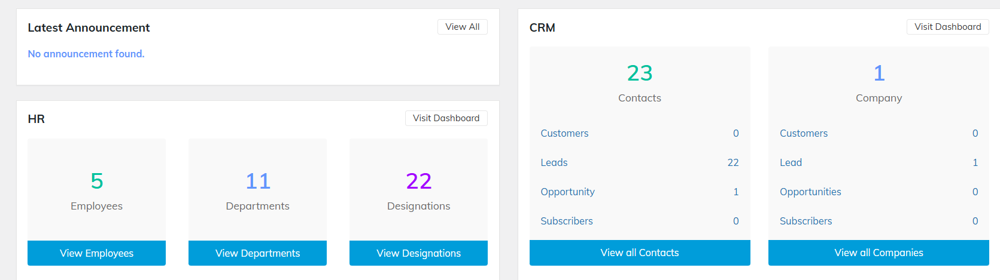 Latest Announcement
View All
No announcement found.
HR
Visit Dashboard
5
Employees
View Employees
11
Departments
View Departments
22
Designations
View Designations
CRM
Visit Dashboard
23
Contacts
Customers 0
Leads 22
Opportunity 1
Subscribers 0
View all Contacts
1
Company
Customers 0
Lead 1
Opportunities 0
Subscribers 0
View all Companies